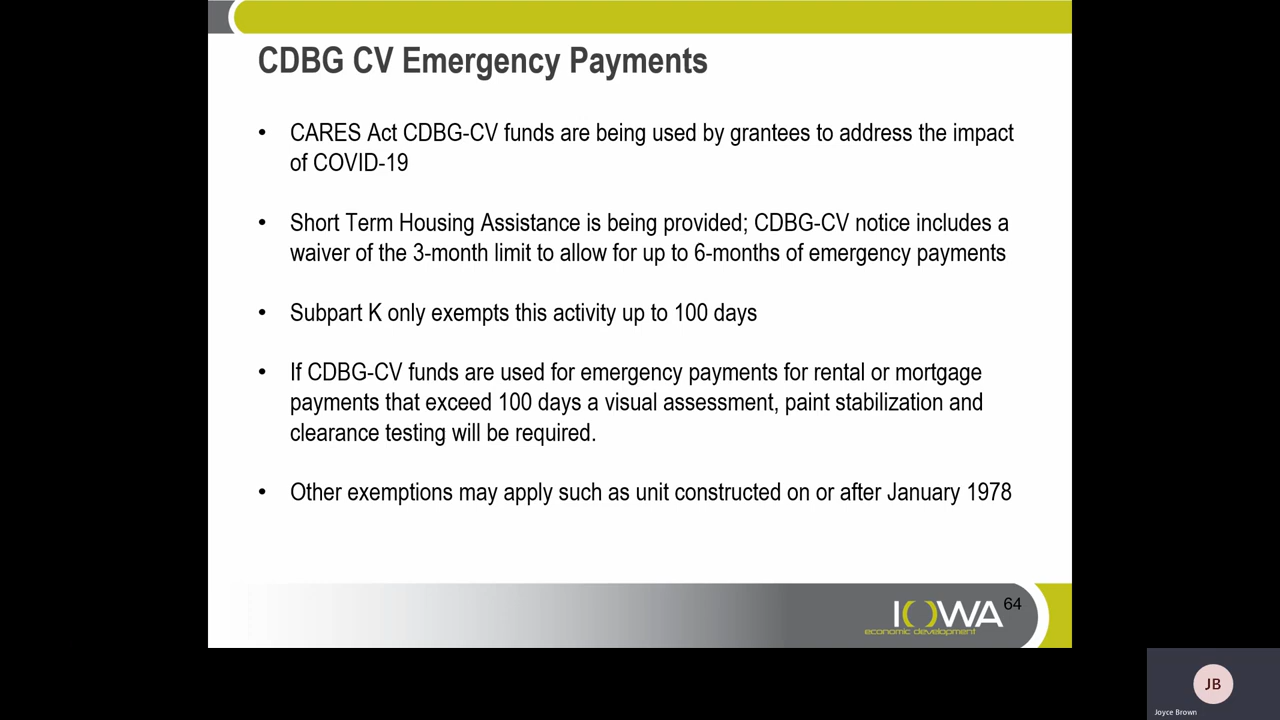 CDBG CV Emergency Payments
• CARES Act CDBG-CV funds are being used by grantees to address the impact
of COVID-19
• Short Term Housing Assistance is being provided; CDBG-CV notice includes a
waiver of the 3-month limit to allow for up to 6-months of emergency payments
• Subpart K only exempts this activity up to 100 days
• If CDBG-CV funds are used for emergency payments for rental or mortgage
payments that exceed 100 days a visual assessment, paint stabilization and
clearance testing will be required.
• Other exemptions may apply such as unit constructed on or after January 1978
64
IOWA
economic development
JB
Joyce Brown